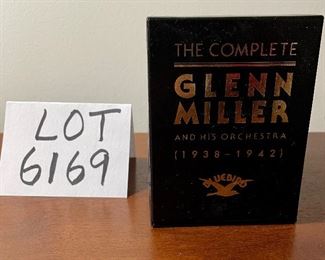 LOT
6169
THE COMPLETE
GLENN
MILLER
AND HIS ORCHESTRA
(1938-1942)
BLUEBIRD